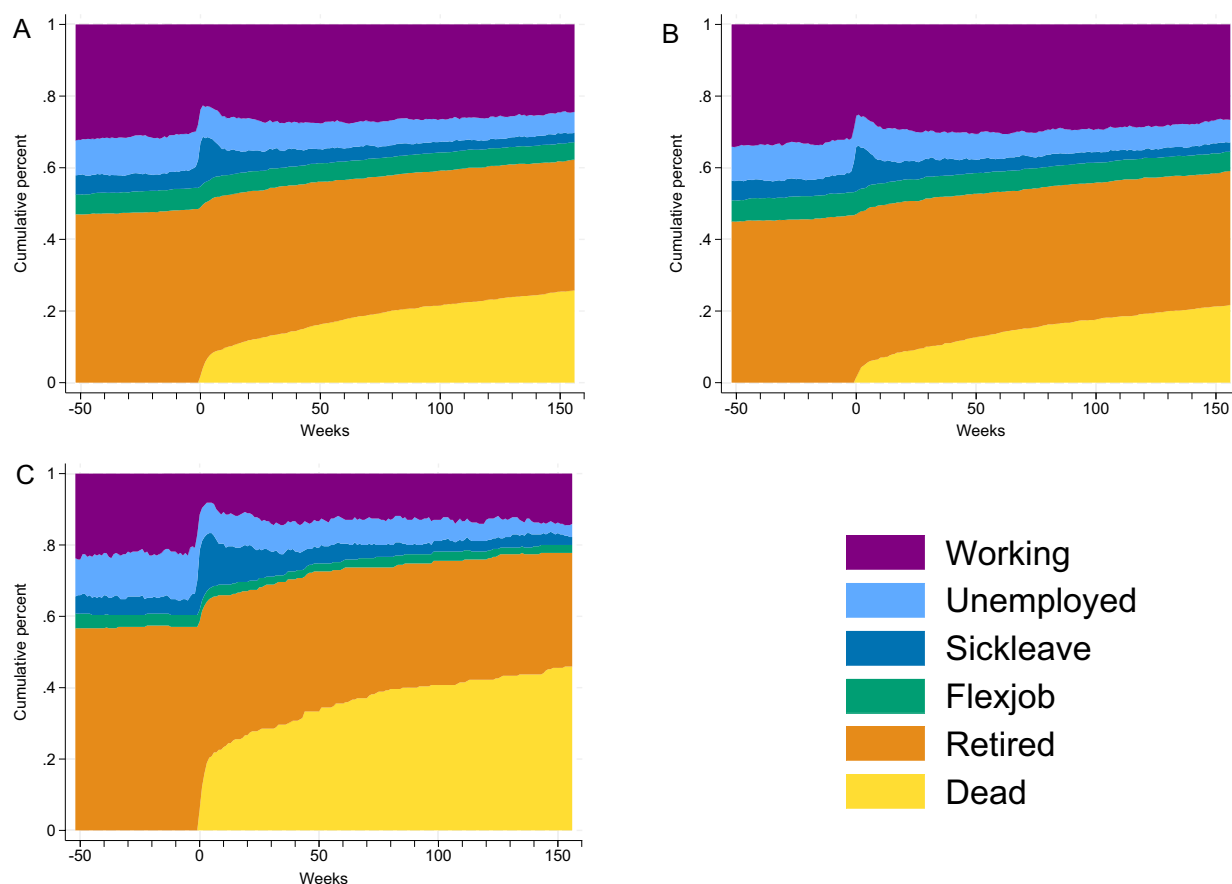 A
1
.8
.6
.4
.2
0
Cumulative percent
-50 0 50 100 150
Weeks
B
1
.8
.6
.4
.2
0
Cumulative percent
-50 0 50 100 150
Weeks
C
1
.8
.6
.4
.2
0
Cumulative percent
-50 0 50 100 150
Weeks
Working
Unemployed
Sickleave
Flexjob
Retired
Dead